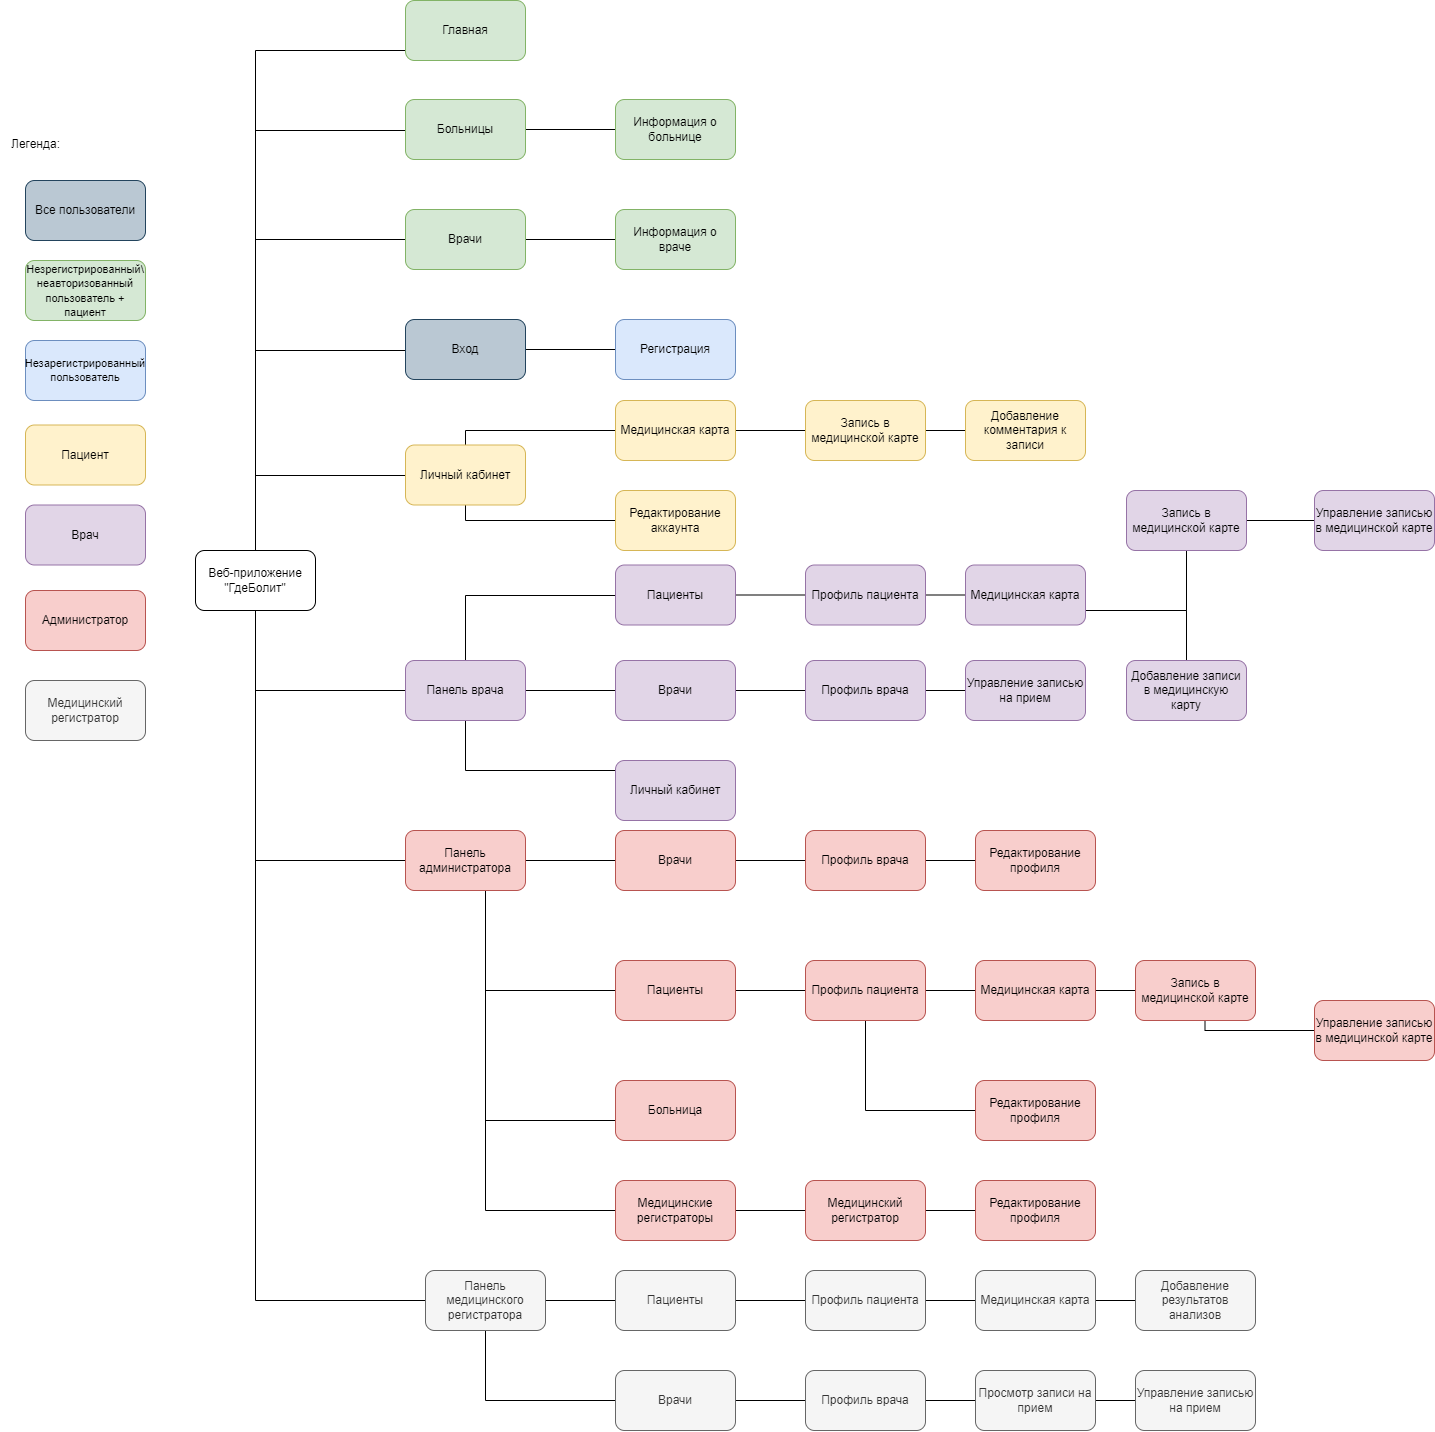 Главная
Больницы
Информация о
больнице
Легенда:
Все пользователи
Врачи
Информация о
враче
Незрегистрированный\
неавторизованный
пользователь +
пациент
Вход
Регистрация
Незарегистрированный
пользователь
Медицинская карта
Запись в
медицинской карте
Добавление
комментария к
записи
Пациент
Личный кабинет
Редактирование
аккаунта
Запись в
медицинской карте
Управление записью
в медицинской карте
Врач
Веб-приложение
"ГдеБолит"
Пациенты
Профиль пациента
Медицинская карта
Администратор
Панель врача
Врачи
Профиль врача
Управление записью
на прием
Добавление записи
в медицинскую
карту
Медицинский
регистратор
Личный кабинет
Панель
администратора
Врачи
Профиль врача
Редактирование
профиля
Пациенты
Профиль пациента
Медицинская карта
Запись в
медицинской карте
Управление записью
в медицинской карте
Больница
Редактирование
профиля
Медицинские
регистраторы
Медицинский
регистратор
Редактирование
профиля
Панель
медицинского
регистратора
Пациенты
Профиль пациента
Медицинская карта
Добавление
результатов
анализов
Врачи
Профиль врача
Просмотр записи на
прием
Управление записью
на прием